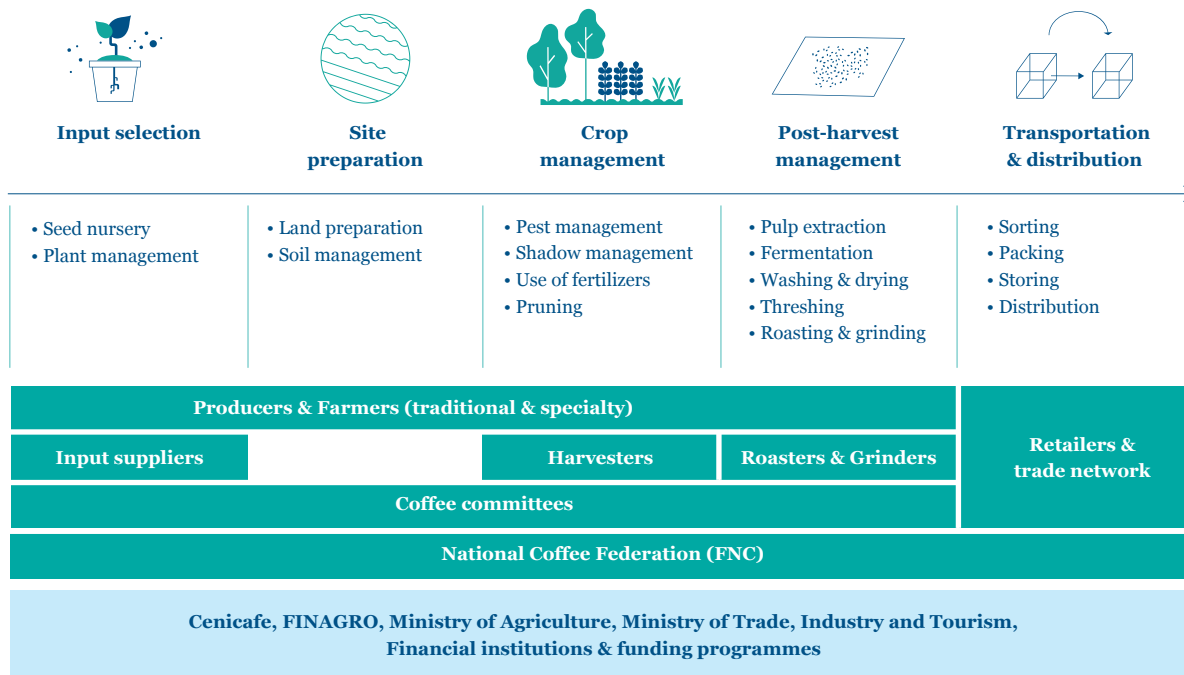 Input selection
Site
preparation
Crop
management
Post-harvest
management
Transportation
& distribution
• Seed nursery
• Plant management
• Land preparation
• Soil management
• Pest management
• Shadow management
• Use of fertilizers
• Pruning
• Pulp extraction
• Fermentation
• Washing & drying
• Threshing
• Roasting & grinding
• Sorting
• Packing
• Storing
• Distribution
Producers & Farmers (traditional & specialty)
Input suppliers
Harvesters
Roasters & Grinders
Retailers &
trade network
Coffee committees
National Coffee Federation (FNC)
Cenicafe, FINAGRO, Ministry of Agriculture, Ministry of Trade, Industry and Tourism,
Financial institutions & funding programmes